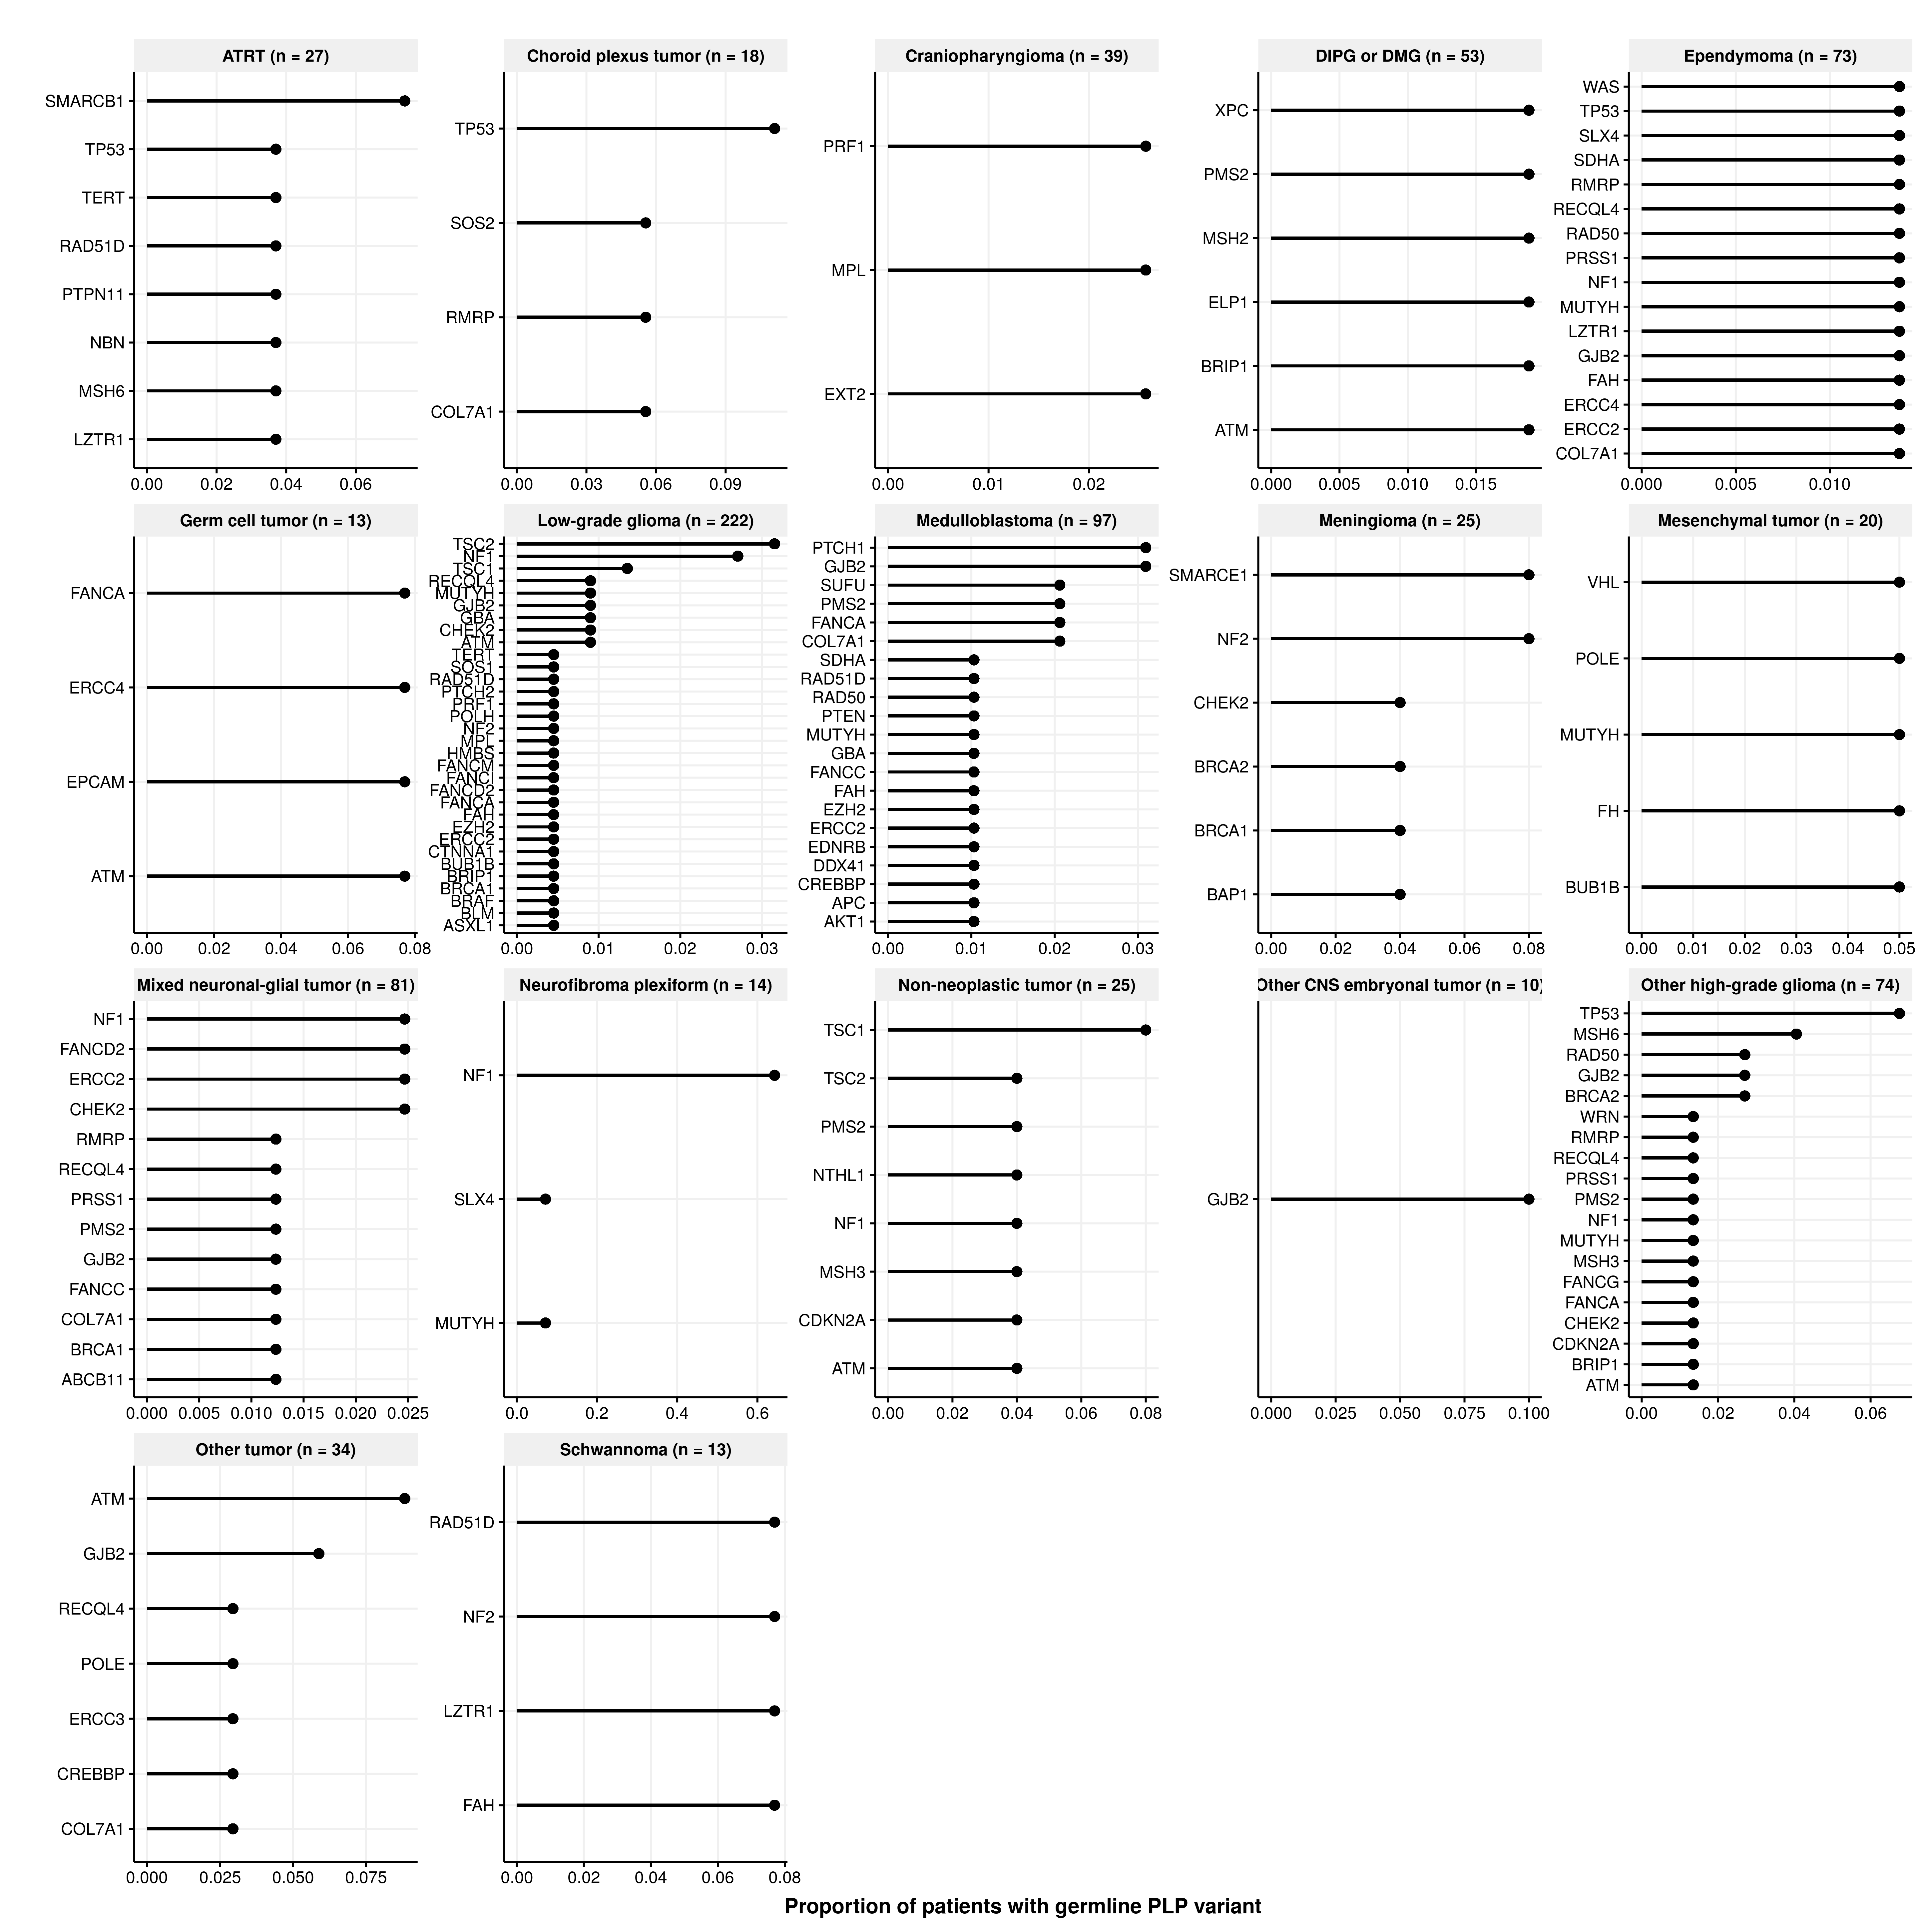 ATRT (n = 27)
SMARCB1
TP53
TERT
RAD51D
PTPN11
NBN
MSH6
LZTR1
0.00 0.02 0.04 0.06
Choroid plexus tumor (n = 18)
TP53
SOS2
RMRP
COL7A1
0.00 0.03 0.06 0.09
Craniopharyngioma (n = 39)
PRF1
MPL
EXT2
0.00 0.01 0.02
DIPG or DMG (n = 53)
XPC
PMS2
MSH2
ELP1
BRIP1
ATM
0.000 0.005 0.010 0.015
Ependymoma (n = 73)
WAS
TP53
SLX4
SDHA
RMRP
RECQL4
RAD50
PRSS1
NF1
MUTYH
LZTR1
GJB2
FAH
ERCC4
ERCC2
COL7A1
0.000 0.005 0.010
Germ cell tumor (n = 13)
FANCA
ERCC4
EPCAM
ATM
0.00 0.02 0.04 0.06 0.08
Low-grade glioma (n = 222)
TSC2
NF1
TSC1
RECQL4
MUTYH
GJB2
GBA
CHEK2
ATM
TERT
SOS1
RAD51D
PTCH2
PRF1
POLH
NF2
MPL
HMBS
FANCM
FANCI
FANCD2
FANCA
FAH
EZH2
ERCC2
CTNNA1
BUB1B
BRIP1
BRCA1
BRAF
BLM
ASXL1
0.00 0.01 0.02 0.03
Medulloblastoma (n = 97)
PTCH1
GJB2
SUFU
PMS2
FANCA
COL7A1
SDHA
RAD51D
RAD50
PTEN
MUTYH
GBA
FANCC
FAH
EZH2
ERCC2
EDNRB
DDX41
CREBBP
APC
AKT1
0.00 0.01 0.02 0.03
Meningioma (n = 25)
SMARCE1
NF2
CHEK2
BRCA2
BRCA1
BAP1
0.00 0.02 0.04 0.06 0.08
Mesenchymal tumor (n = 20)
VHL
POLE
MUTYH
FH
BUB1B
0.00 0.01 0.02 0.03 0.04 0.05
Mixed neuronal-glial tumor (n = 81)
NF1
FANCD2
ERCC2
CHEK2
RMRP
RECQL4
PRSS1
PMS2
GJB2
FANCC
COL7A1
BRCA1
ABCB11
0.000 0.005 0.010 0.015 0.020 0.025
Neurofibroma plexiform (n = 14)
NF1
SLX4
MUTYH
0.0 0.2 0.4 0.6
Non-neoplastic tumor (n = 25)
TSC1
TSC2
PMS2
NTHL1
NF1
MSH3
CDKN2A
ATM
0.00 0.02 0.04 0.06 0.08
Other CNS embryonal tumor (n = 10)
GJB2
0.000 0.025 0.050 0.075 0.100
Other high-grade glioma (n = 74)
TP53
MSH6
RAD50
GJB2
BRCA2
WRN
RMRP
RECQL4
PRSS1
PMS2
NF1
MUTYH
MSH3
FANCG
FANCA
CHEK2
CDKN2A
BRIP1
ATM
0.00 0.02 0.04 0.06
Other tumor (n = 34)
ATM
GJB2
RECQL4
POLE
ERCC3
CREBBP
COL7A1
0.000 0.025 0.050 0.075
Schwannoma (n = 13)
RAD51D
NF2
LZTR1
FAH
0.00 0.02 0.04 0.06 0.08
Proportion of patients with germline PLP variant